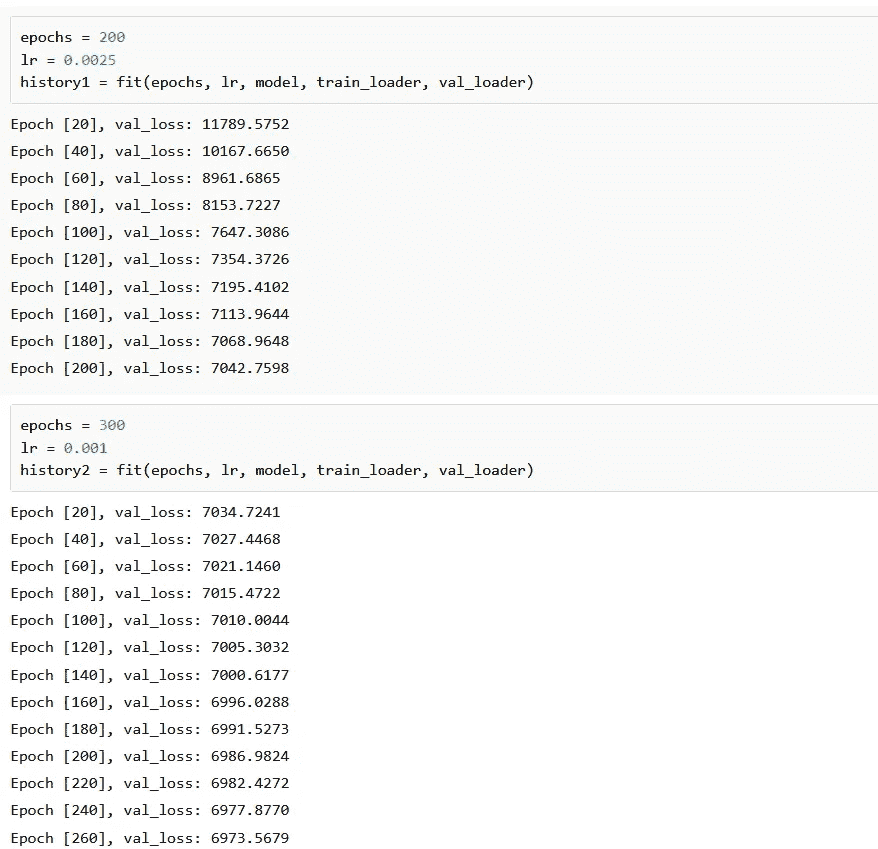 epochs = 200
lr = 0.0025
history1 = fit(epochs, lr, model, train_loader, val_loader)
Epoch [20], val_loss: 11789.5752
Epoch [40], val_loss: 10167.6650
Epoch [60], val_loss: 8961.6865
Epoch [80], val_loss: 8153.7227
Epoch [100], val_loss: 7647.3086
Epoch [120], val_loss: 7354.3726
Epoch [140], val_loss: 7195.4102
Epoch [160], val_loss: 7113.9644
Epoch [180], val_loss: 7068.9648
Epoch [200], val_loss: 7042.7598
epochs = 300
lr = 0.001
history2 = fit(epochs, lr, model, train_loader, val_loader)
Epoch [20], val_loss: 7034.7241
Epoch [40], val_loss: 7027.4468
Epoch [60], val_loss: 7021.1460
Epoch [80], val_loss: 7015.4722
Epoch [100], val_loss: 7010.0044
Epoch [120], val_loss: 7005.3032
Epoch [140], val_loss: 7000.6177
Epoch [160], val_loss: 6996.0288
Epoch [180], val_loss: 6991.5273
Epoch [200], val_loss: 6986.9824
Epoch [220], val_loss: 6982.4272
Epoch [240], val_loss: 6977.8770
Epoch [260], val_loss: 6973.5679